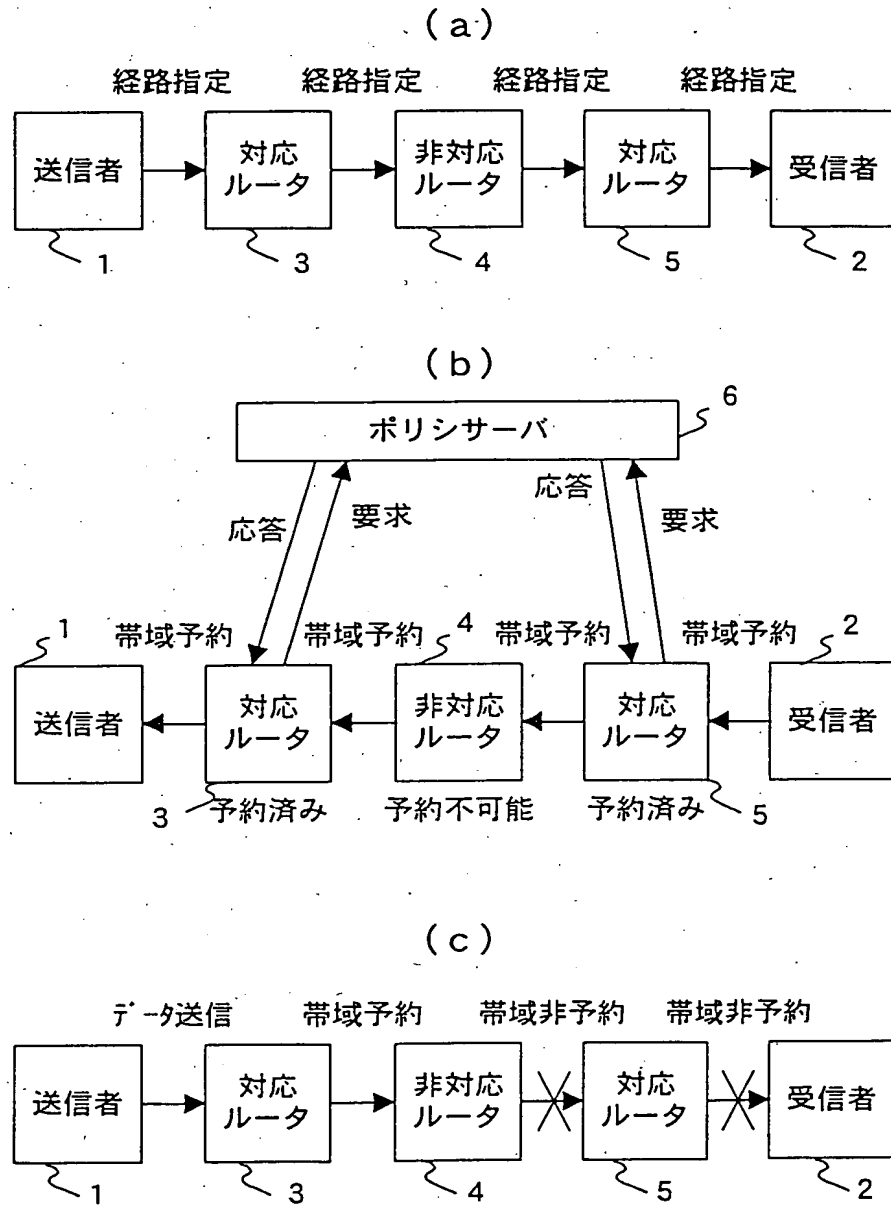 (a)
経路指定 経路指定 経路指定 経路指定
送信者
対応
ルータ
非対応
ルータ
対応
ルータ
受信者
1 3 4 5 2
(b)
ポリシサーバ
6
応答
要求
応答
要求
1 帯域予約 帯域予約 4 帯域予約 帯域予約 2
送信者
対応
ルータ
非対応
ルータ
対応
ルータ
受信者
3 予約済み 予約不可能 予約済み 5
(c)
データ送信 帯域予約 帯域非予約 帯域非予約
送信者
対応
ルータ
非対応
ルータ
対応
ルータ
受信者
1 3 4 5 2